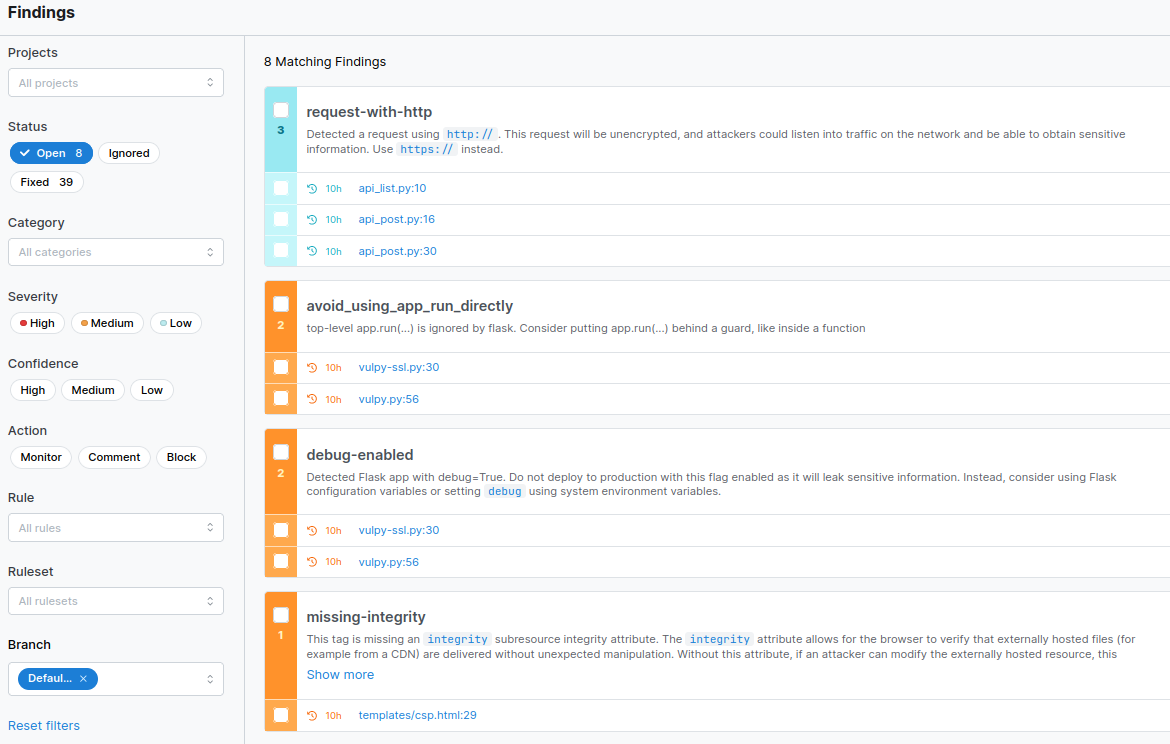 Findings
Projects
All projects
Status
Open 8
Ignored
Fixed 39
Category
All categories
Severity
High
Medium
Low
Confidence
High
Medium
Low
Action
Monitor
Comment
Block
Rule
All rules
Ruleset
All rulesets
Branch
Defaul... ×
Reset filters
8 Matching Findings
3
request-with-http
Detected a request using http:// . This request will be unencrypted, and attackers could listen into traffic on the network and be able to obtain sensitive
information. Use https:// instead.
10h api_list.py:10
10h api_post.py:16
10h api_post.py:30
2
avoid_using_app_run_directly
top-level app.run(...) is ignored by flask. Consider putting app.run(...) behind a guard, like inside a function
10h vulpy-ssl.py:30
10h vulpy.py:56
2
debug-enabled
Detected Flask app with debug=True. Do not deploy to production with this flag enabled as it will leak sensitive information. Instead, consider using Flask
configuration variables or setting debug using system environment variables.
10h vulpy-ssl.py:30
10h vulpy.py:56
1
missing-integrity
This tag is missing an integrity subresource integrity attribute. The integrity attribute allows for the browser to verify that externally hosted files (for
example from a CDN) are delivered without unexpected manipulation. Without this attribute, if an attacker can modify the externally hosted resource, this
Show more
10h templates/csp.html:29